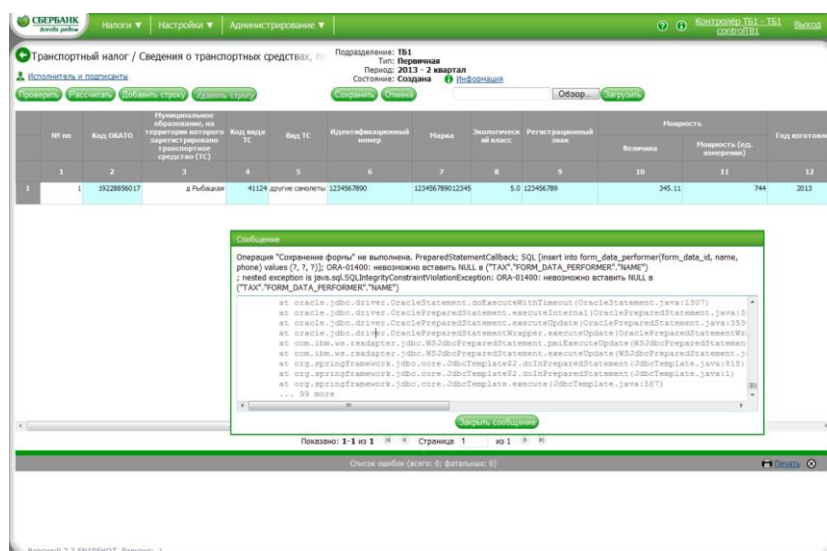 СБЕРБАНК
Всегда рядом
Налоги ▼
Настройки ▼
Администрирование ▼
Контролёр ТБ1 - ТБ1
controlTB1
Выход
Транспортный налог / Сведения о транспортных средствах,
Подразделение: ТБ1
Тип: Первичная
Период: 2013 - 2 квартал
Состояние: Создана
Информация
Исполнитель и подписанты
Проверить
Рассчитать
Добавить строку
Удалить строку
Сохранить
Отмена
Обзор...
Загрузить
№ пп
Код ОКАТО
Муниципальное
образование, на
территории которого
зарегистрировано
транспортное
средство (ТС)
Код вида
ТС
Вид ТС
Идентификационный
номер
Марка
Экологическ
ий класс
Регистрационный
знак
Мощность
Величина
Мощность (ед.
измерения)
Год изготовл
1 2 3 4 5 6 7 8 9 10 11 12
1 1 19228856017 д Рыбацкая 41124 другие самолеты 1234567890 123456789012345 5.0 123456789 345.11 744 2013
Сообщение
Операция "Сохранение формы" не выполнена. PreparedStatementCallback; SQL [insert into form_data_performer(form_data_id, name,
phone) values (?, ?, ?)]; ORA-01400: невозможно вставить NULL в ("TAX"."FORM_DATA_PERFORMER"."NAME")
; nested exception is java.sql.SQLIntegrityConstraintViolationException: ORA-01400: невозможно вставить NULL в
("TAX"."FORM_DATA_PERFORMER"."NAME")
at oracle.jdbc.driver.OracleStatement.doExecuteWithTimeout(OracleStatement.java:1307)
at oracle.jdbc.driver.OraclePreparedStatement.executeInternal(OraclePreparedStatement.java:3
at oracle.jdbc.driver.OraclePreparedStatement.executeUpdate(OraclePreparedStatement.java:353
at oracle.jdbc.driver.OraclePreparedStatementWrapper.executeUpdate(OraclePreparedStatementWr
at com.ibm.ws.rsadapter.jdbc.WSJdbcPreparedStatement.pmiExecuteUpdate(WSJdbcPreparedStatemen
at com.ibm.ws.rsadapter.jdbc.WSJdbcPreparedStatement.executeUpdate(WSJdbcPreparedStatement.j
at org.springframework.jdbc.core.JdbcTemplate$2.doInPreparedStatement(JdbcTemplate.java:818)
at org.springframework.jdbc.core.JdbcTemplate$2.doInPreparedStatement(JdbcTemplate.java:1)
at org.springframework.jdbc.core.JdbcTemplate.execute(JdbcTemplate.java:587)
... 99 more
Закрыть сообщение
Показано: 1-1 из 1
Страница 1 из 1
Список ошибок (всего: 0; фатальных: 0)
Печать